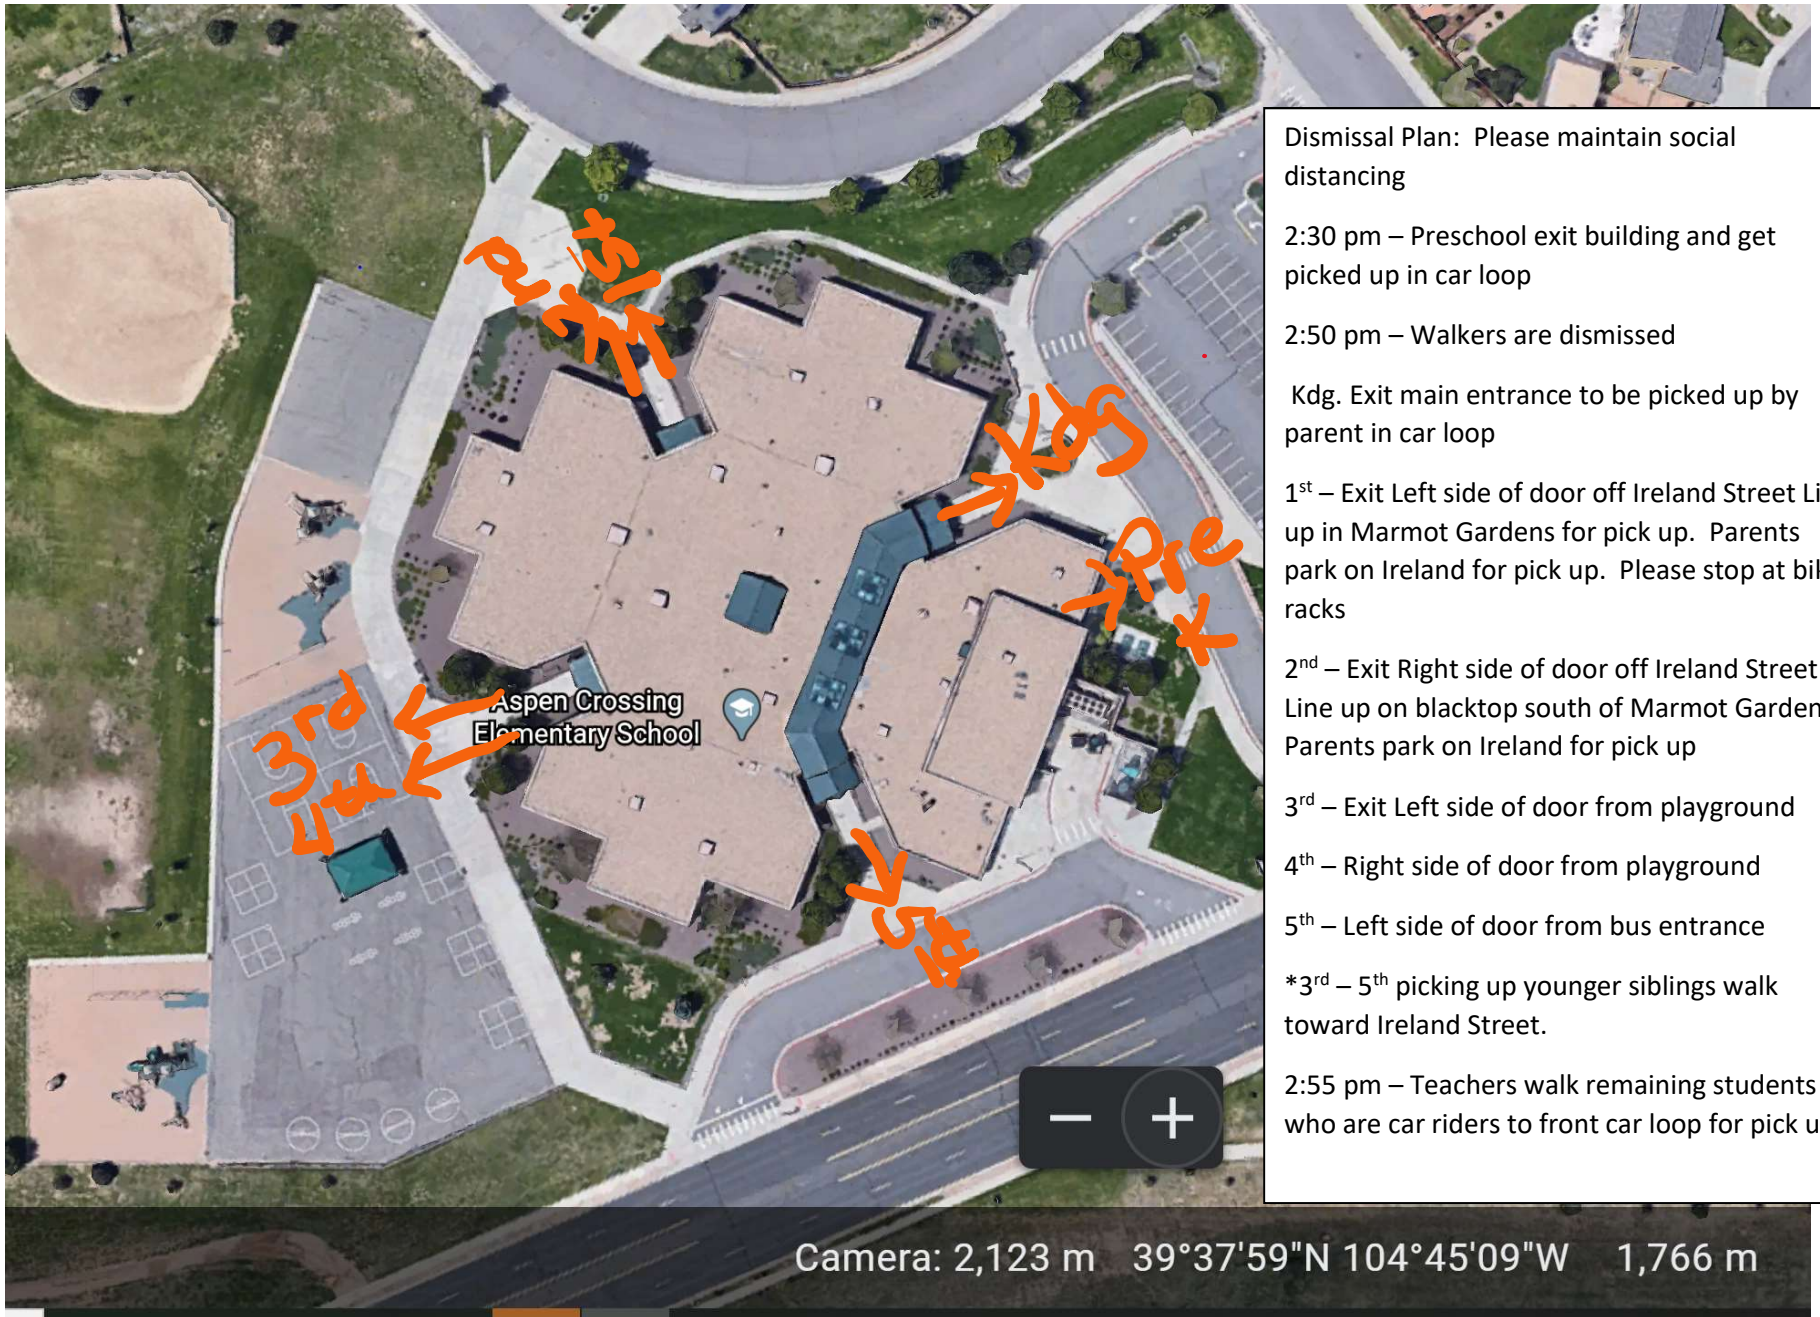 1st
2nd
Kdg
Pre
K
3rd
4th
5th
Aspen Crossing
Elementary School
Dismissal Plan: Please maintain social
distancing
2:30 pm – Preschool exit building and get
picked up in car loop
2:50 pm – Walkers are dismissed
Kdg. Exit main entrance to be picked up by
parent in car loop
1st – Exit Left side of door off Ireland Street Li
up in Marmot Gardens for pick up. Parents
park on Ireland for pick up. Please stop at bik
racks
2nd – Exit Right side of door off Ireland Street
Line up on blacktop south of Marmot Garden
Parents park on Ireland for pick up
3rd – Exit Left side of door from playground
4th – Right side of door from playground
5th – Left side of door from bus entrance
*3rd – 5th picking up younger siblings walk
toward Ireland Street.
2:55 pm – Teachers walk remaining students
who are car riders to front car loop for pick u
Camera: 2,123 m 39°37'59"N 104°45'09"W 1,766 m